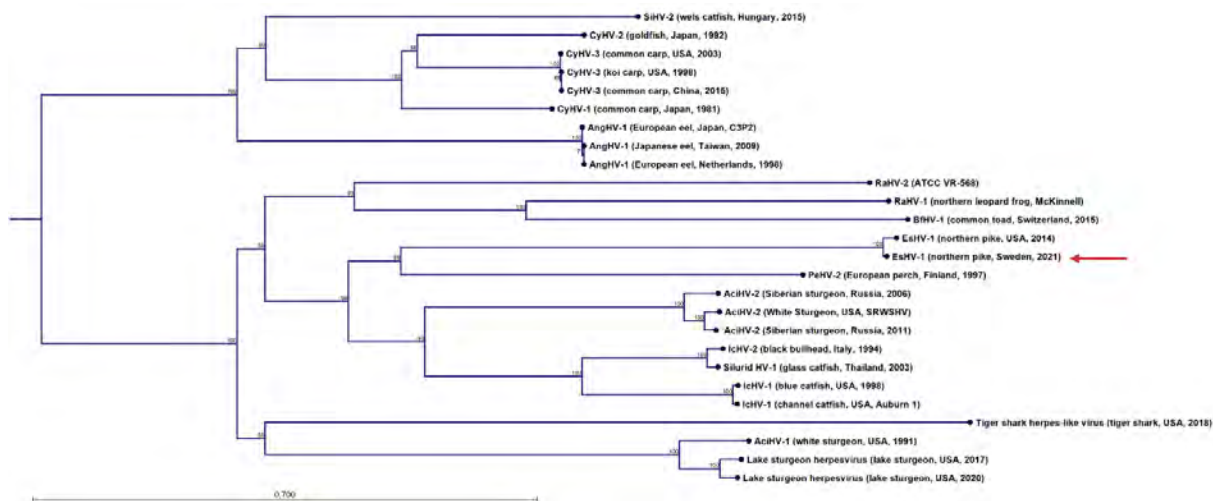 SiHV-2 (wels catfish, Hungary, 2015)
CyHV-2 (goldfish, Japan, 1992)
CyHV-3 (common carp, USA, 2003)
CyHV-3 (koi carp, USA, 1998)
CyHV-3 (common carp, China, 2015)
CyHV-1 (common carp, Japan, 1981)
AngHV-1 (European eel, Japan, C3P2)
AngHV-1 (Japanese eel, Taiwan, 2009)
AngHV-1 (European eel, Netherlands, 1998)
RaHV-2 (ATCC VR-568)
RaHV-1 (northern leopard frog, McKinnell)
BfHV-1 (common toad, Switzerland, 2015)
EsHV-1 (northern pike, USA, 2014)
EsHV-1 (northern pike, Sweden, 2021)
PeHV-2 (European perch, Finland, 1997)
AciHV-2 (Siberian sturgeon, Russia, 2006)
AciHV-2 (White Sturgeon, USA, SRWSHV)
AciHV-2 (Siberian sturgeon, Russia, 2011)
IcHV-2 (black bullhead, Italy, 1994)
Silurid HV-1 (glass catfish, Thailand, 2003)
IcHV-1 (blue catfish, USA, 1998)
IcHV-1 (channel catfish, USA, Auburn 1)
Tiger shark herpes-like virus (tiger shark, USA, 2018)
AciHV-1 (white sturgeon, USA, 1991)
Lake sturgeon herpesvirus (lake sturgeon, USA, 2017)
Lake sturgeon herpesvirus (lake sturgeon, USA, 2020)
0,700